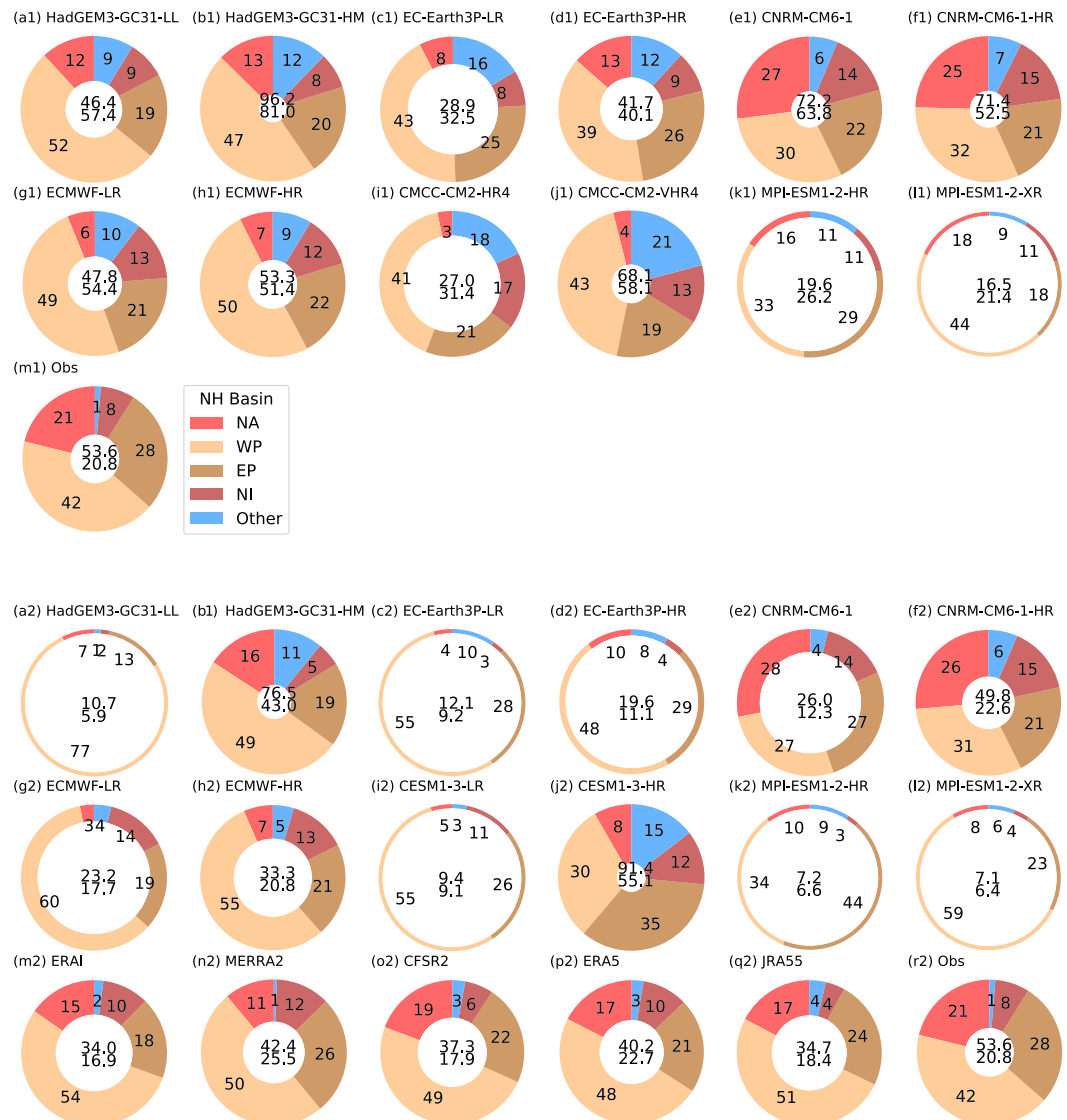 (a1) HadGEM3-GC31-LL
(b1) HadGEM3-GC31-HM
(c1) EC-Earth3P-LR
(d1) EC-Earth3P-HR
(e1) CNRM-CM6-1
(f1) CNRM-CM6-1-HR
12 9 9 19 52 46.4 57.4
13 12 8 20 47 96.2 81.0
8 16 8 25 43 28.9 32.5
13 12 9 26 39 41.7 40.1
27 6 14 22 30 72.2 63.8
25 7 15 21 32 71.4 52.5
(g1) ECMWF-LR
(h1) ECMWF-HR
(i1) CMCC-CM2-HR4
(j1) CMCC-CM2-VHR4
(k1) MPI-ESM1-2-HR
(l1) MPI-ESM1-2-XR
6 10 13 21 49 47.8 54.4
7 9 12 22 50 53.3 51.4
3 18 17 21 41 27.0 31.4
4 21 13 19 43 68.1 58.1
16 11 11 29 33 19.6 26.2
18 9 11 18 44 16.5 21.4
(m1) Obs
21 1 8 28 42 53.6 20.8
NH Basin
NA
WP
EP
NI
Other
(a2) HadGEM3-GC31-LL
(b1) HadGEM3-GC31-HM
(c2) EC-Earth3P-LR
(d2) EC-Earth3P-HR
(e2) CNRM-CM6-1
(f2) CNRM-CM6-1-HR
7 1 2 13 77 10.7 5.9
16 11 5 19 49 76.5 43.0
4 10 3 28 55 12.1 9.2
10 8 4 29 48 19.6 11.1
28 4 14 27 27 26.0 12.3
26 6 15 21 31 49.8 22.6
(g2) ECMWF-LR
(h2) ECMWF-HR
(i2) CESM1-3-LR
(j2) CESM1-3-HR
(k2) MPI-ESM1-2-HR
(l2) MPI-ESM1-2-XR
3 4 14 19 60 23.2 17.7
7 5 13 21 55 33.3 20.8
5 3 11 26 55 9.4 9.1
8 15 12 35 30 91.4 55.1
10 9 3 44 34 7.2 6.6
8 6 4 23 59 7.1 6.4
(m2) ERAI
(n2) MERRA2
(o2) CFSR2
(p2) ERA5
(q2) JRA55
(r2) Obs
15 2 10 18 54 34.0 16.9
11 1 12 26 50 42.4 25.5
19 3 6 22 49 37.3 17.9
17 3 10 21 48 40.2 22.7
17 4 4 24 51 34.7 18.4
21 1 8 28 42 53.6 20.8